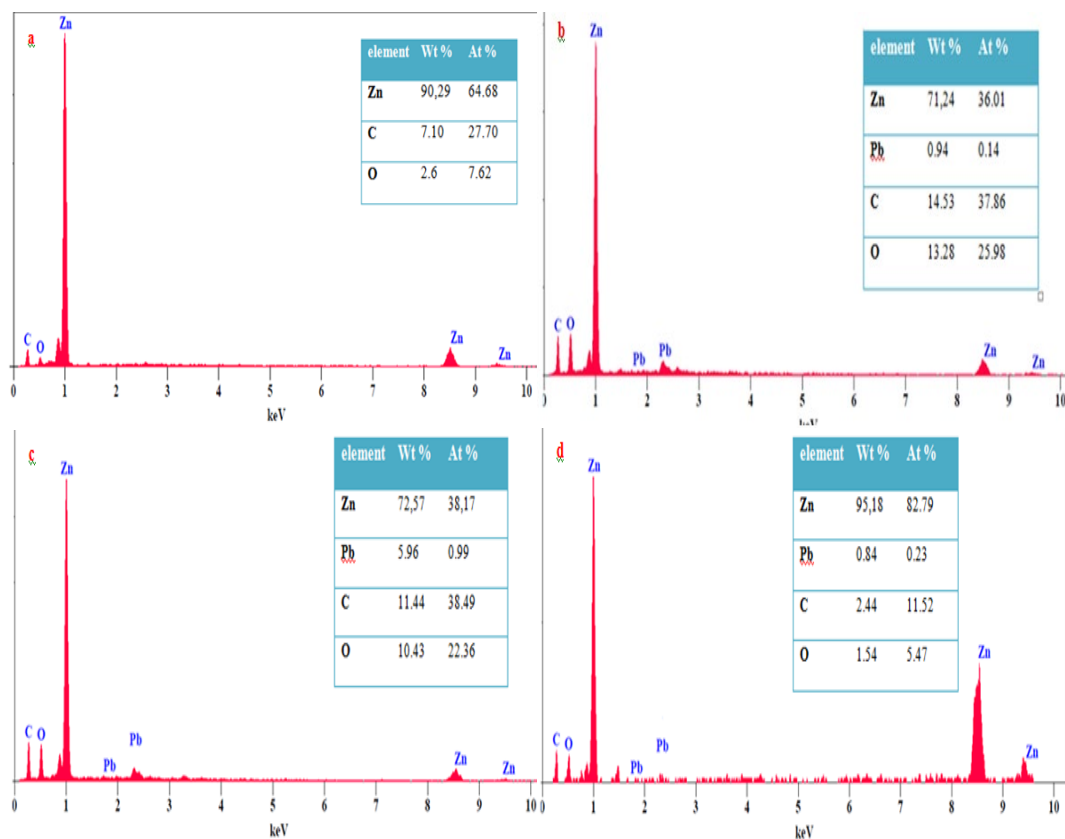 a
Zn
element Wt % At %
Zn 90,29 64.68
C 7.10 27.70
O 2.6 7.62
C
O
Zn
Zn
0 1 2 3 4 5 6 7 8 9 10
keV
b
Zn
element Wt % At %
Zn 71,24 36.01
Pb 0.94 0.14
C 14.53 37.86
O 13.28 25.98
C O
Pb Pb
Zn
Zn
0 1 2 3 4 5 6 7 8 9 10
keV
c
Zn
element Wt % At %
Zn 72,57 38,17
Pb 5.96 0.99
C 11.44 38.49
O 10.43 22.36
C O
Pb
Pb
Zn Zn
0 1 2 3 4 5 6 7 8 9 10
keV
d
Zn
element Wt % At %
Zn 95,18 82.79
Pb 0.84 0.23
C 2.44 11.52
O 1.54 5.47
Zn
C O
Pb
Pb
Zn
0 1 2 3 4 5 6 7 8 9 10
keV